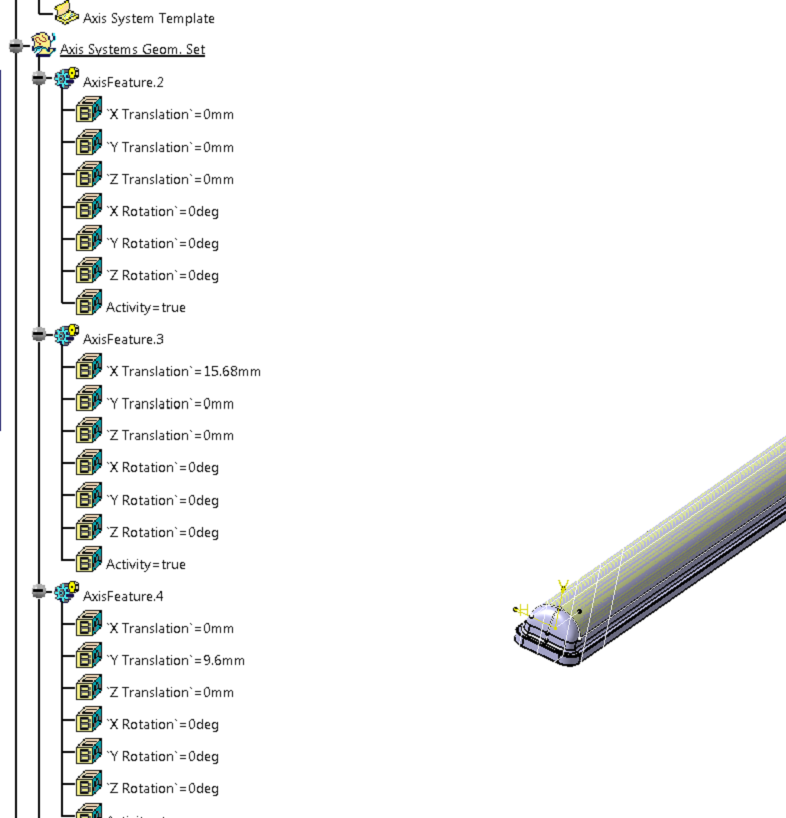 Axis System Template
Axis Systems Geom. Set
AxisFeature.2
`X Translation`=0mm
`Y Translation`=0mm
`Z Translation`=0mm
`X Rotation`=0deg
`Y Rotation`=0deg
`Z Rotation`=0deg
Activity=true
AxisFeature.3
`X Translation`=15.68mm
`Y Translation`=0mm
`Z Translation`=0mm
`X Rotation`=0deg
`Y Rotation`=0deg
`Z Rotation`=0deg
Activity=true
AxisFeature.4
`X Translation`=0mm
`Y Translation`=9.6mm
`Z Translation`=0mm
`X Rotation`=0deg
`Y Rotation`=0deg
`Z Rotation`=0deg
V
H